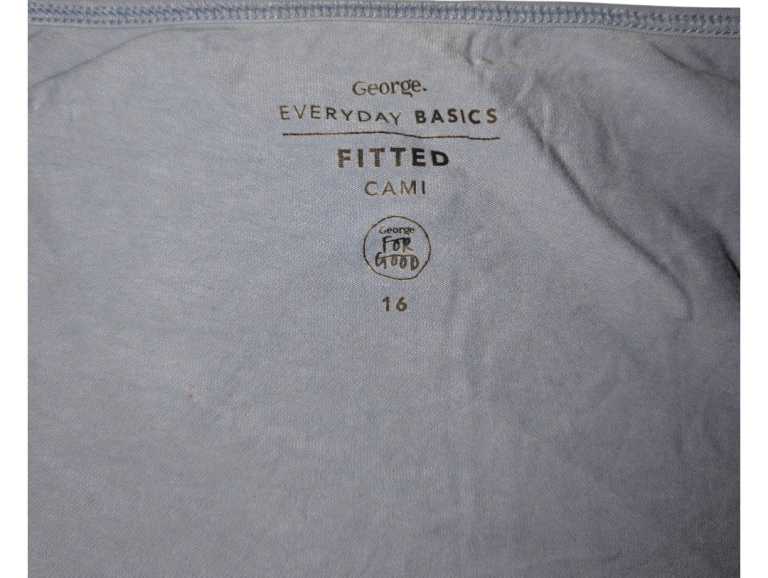 George.
EVERYDAY BASICS
FITTED
CAMI
George
FOR
GOOD
16